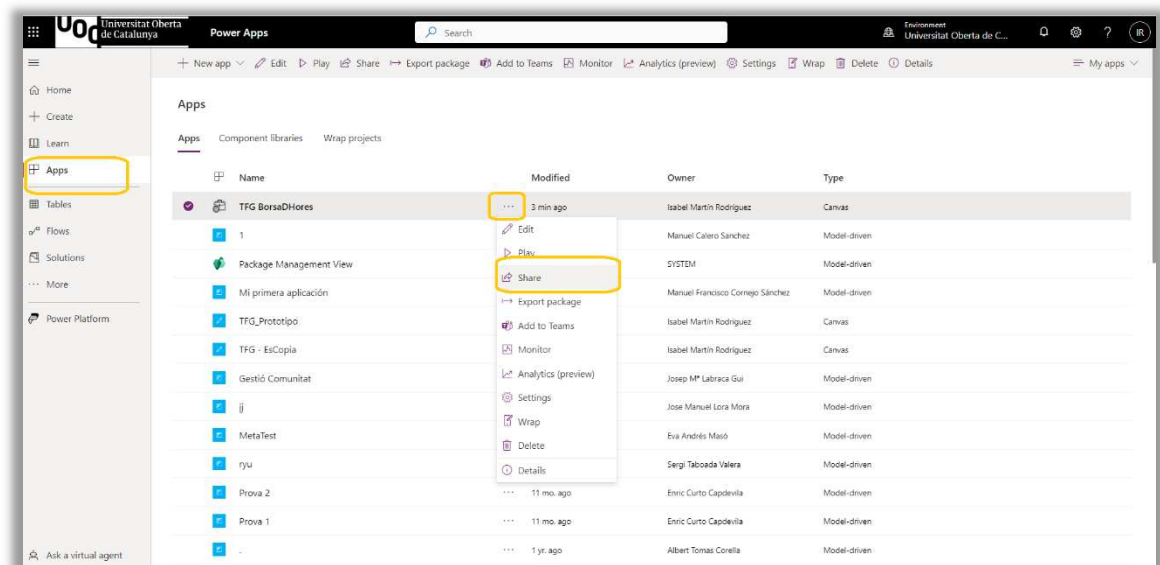 UOC Universitat Oberta
de Catalunya
Power Apps
Search
Environment
Universitat Oberta de C...
?
IR
New app Edit Play Share Export package Add to Teams Monitor Analytics (preview) Settings Wrap Delete Details My apps
Home
Create
Learn
Apps
Tables
Flows
Solutions
More
Power Platform
Ask a virtual agent
Apps
Apps Component libraries Wrap projects
Name Modified Owner Type
TFG BorsaDHores ... 3 min ago Isabel Martín Rodríguez Canvas
1 Manuel Calero Sanchez Model-driven
Package Management View SYSTEM Model-driven
Mi primera aplicación Manuel Francisco Cornejo Sánchez Model-driven
TFG_Prototipo Isabel Martín Rodríguez Canvas
TFG - EsCopia Isabel Martín Rodríguez Canvas
Gestió Comunitat Josep Mª Labraca Gui Model-driven
jj Jose Manuel Lora Mora Model-driven
MetaTest Eva Andrés Masó Model-driven
ryu Sergi Taboada Valera Model-driven
Prova 2 ... 11 mo. ago Enric Curto Capdevila Model-driven
Prova 1 ... 11 mo. ago Enric Curto Capdevila Model-driven
. ... 1 yr. ago Albert Tomas Corella Model-driven
Edit
Play
Share
Export package
Add to Teams
Monitor
Analytics (preview)
Settings
Wrap
Delete
Details